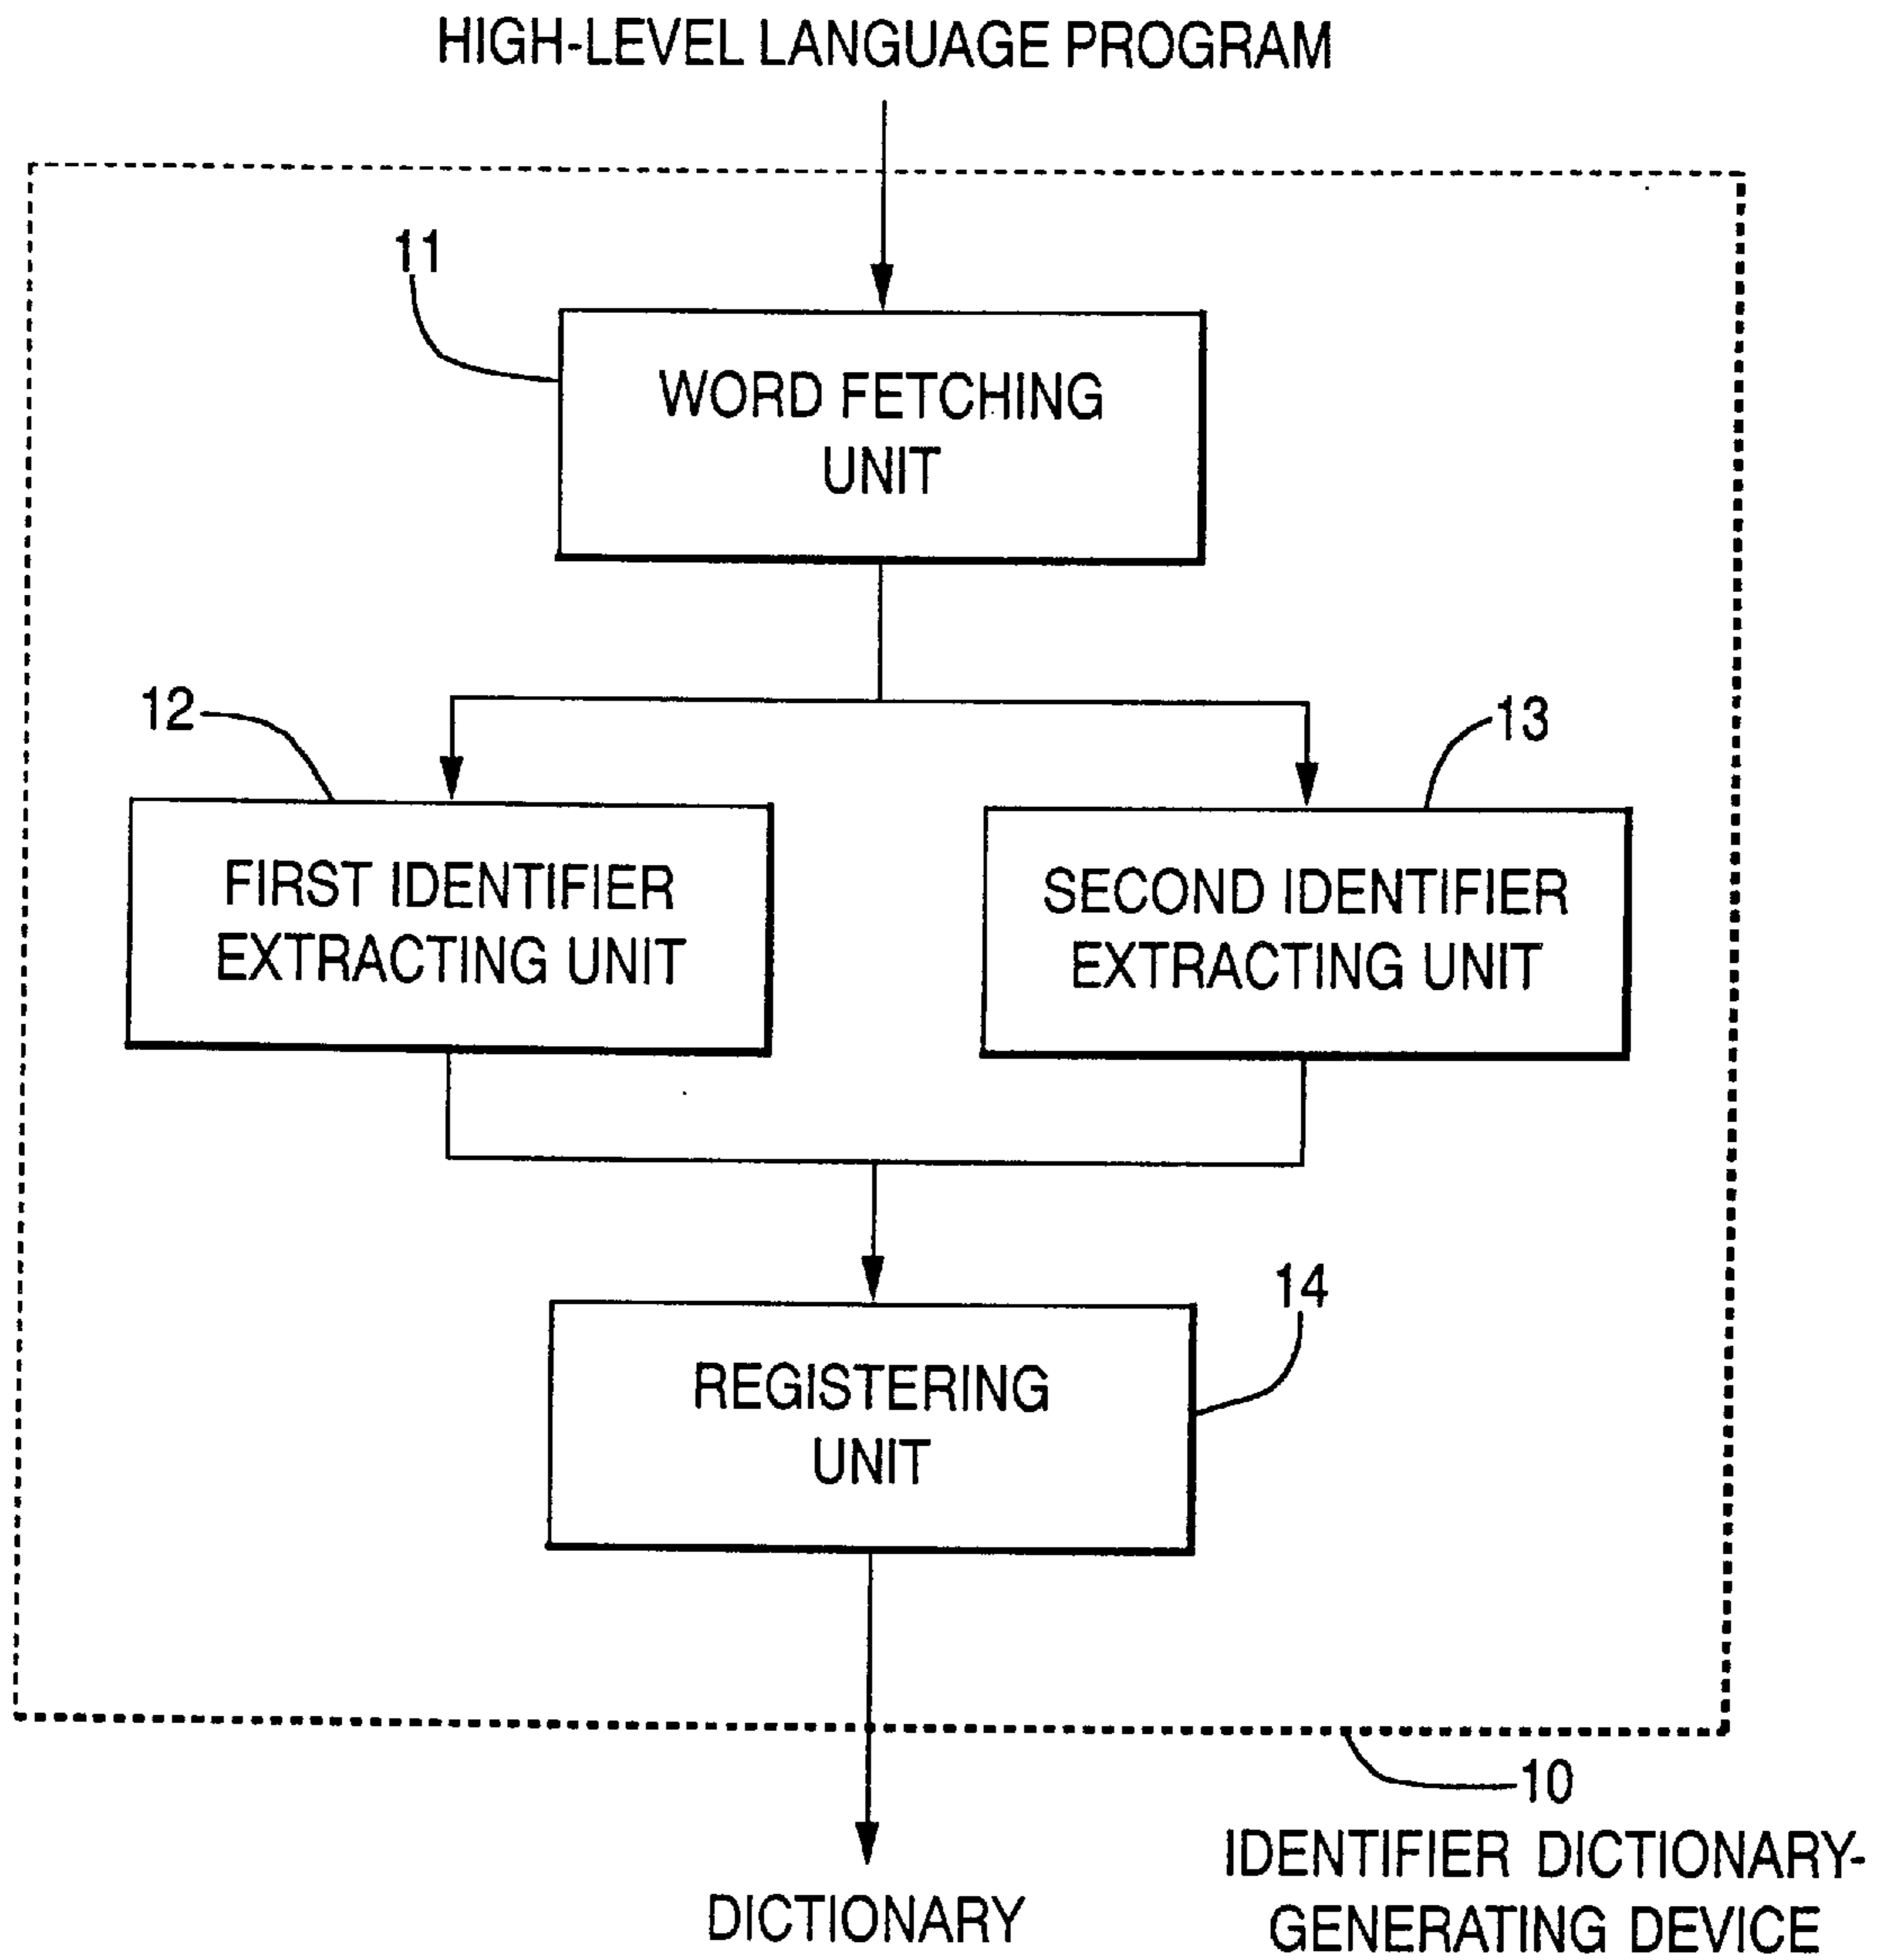 HIGH-LEVEL LANGUAGE PROGRAM
11
WORD FETCHING
UNIT
12
13
FIRST IDENTIFIER
EXTRACTING UNIT
SECOND IDENTIFIER
EXTRACTING UNIT
14
REGISTERING
UNIT
10
IDENTIFIER DICTIONARY-
GENERATING DEVICE
DICTIONARY